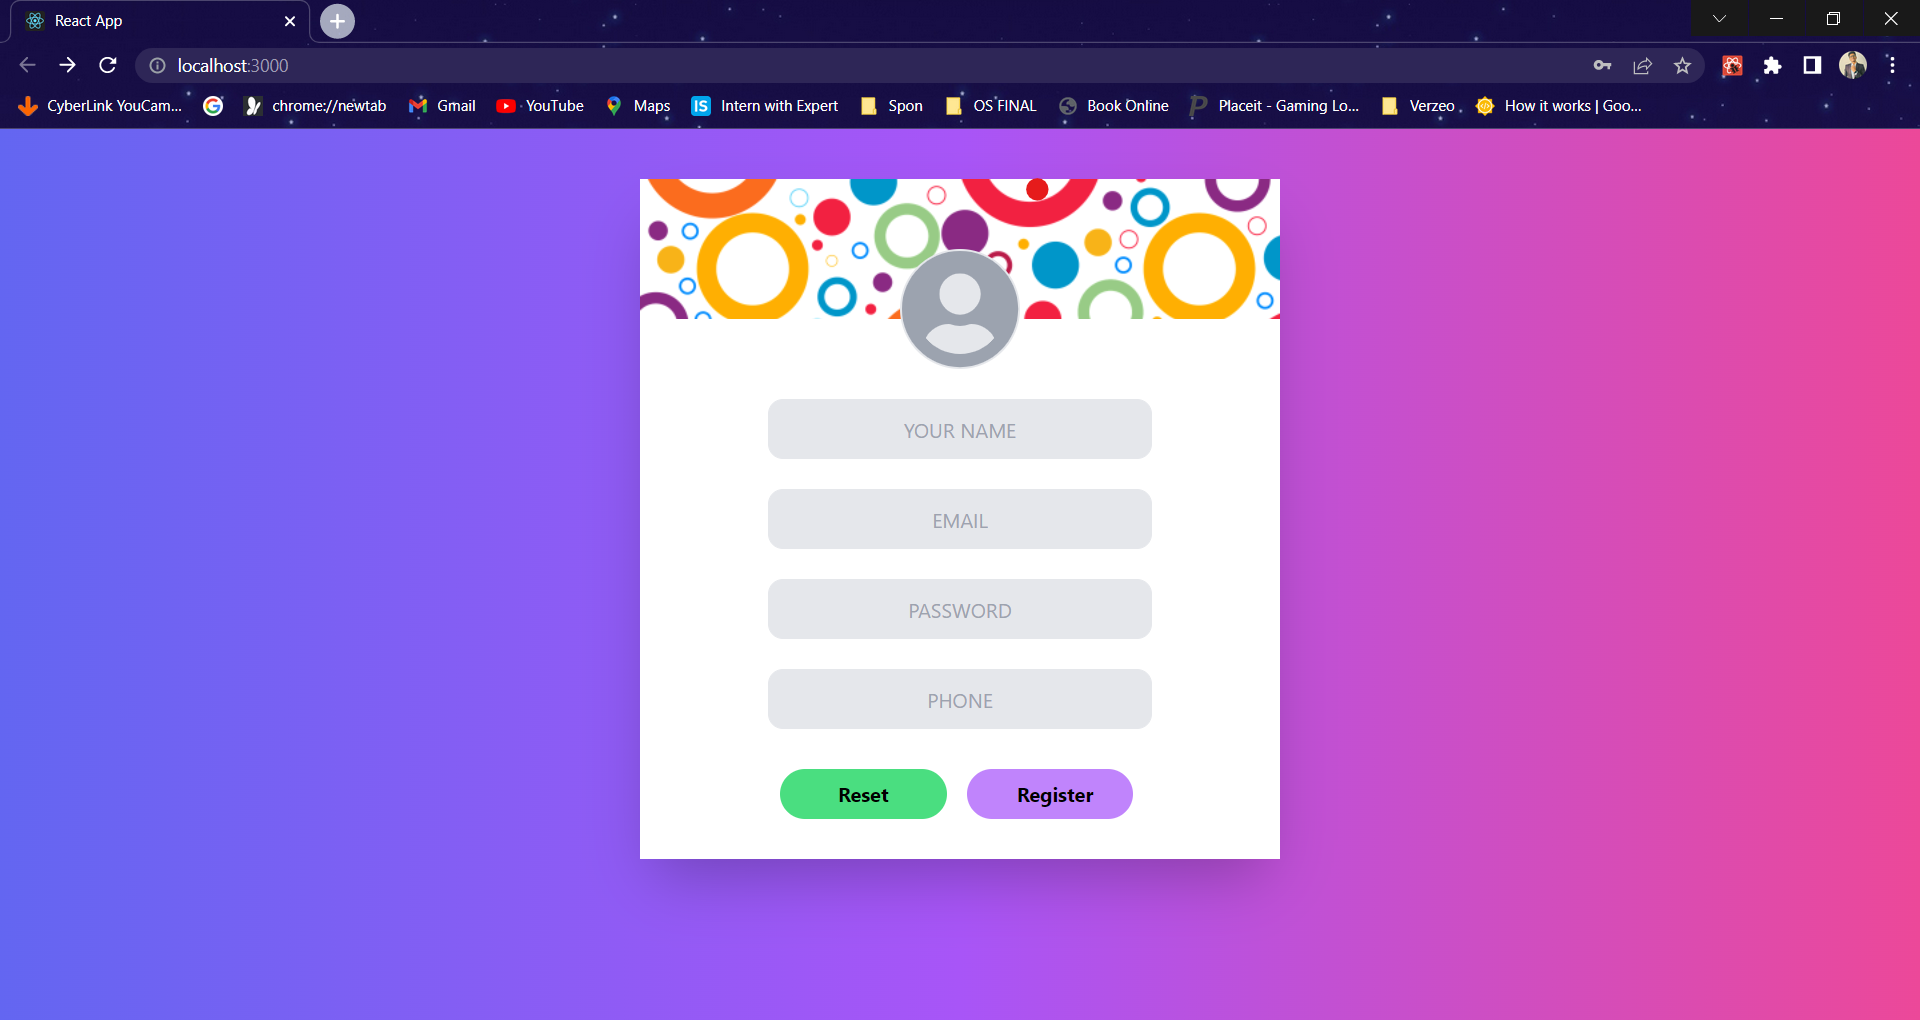 React App
localhost:3000
CyberLink YouCam... chrome://newtab Gmail YouTube Maps IS Intern with Expert Spon OS FINAL Book Online Placeit - Gaming Lo... Verzeo How it works | Goo...
YOUR NAME
EMAIL
PASSWORD
PHONE
Reset Register